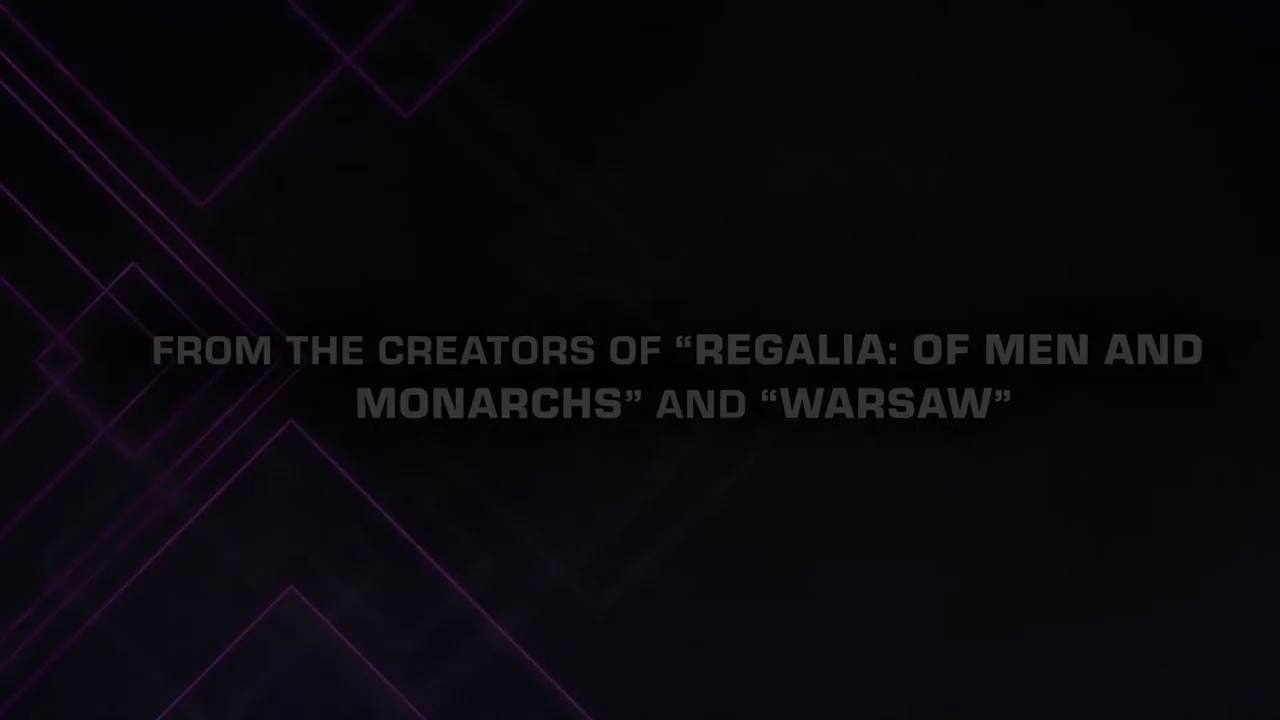 FROM THE CREATORS OF “REGALIA: OF MEN AND
MONARCHS” AND “WARSAW”